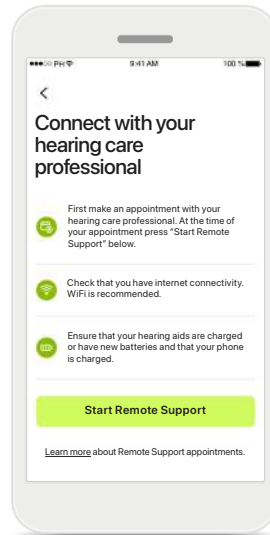 PH
9:41 AM
100 %
Connect with your
hearing care
professional
First make an appointment with your
hearing care professional. At the time of
your appointment press “Start Remote
Support” below.
Check that you have internet connectivity.
WiFi is recommended.
Ensure that your hearing aids are charged
or have new batteries and that your phone
is charged.
Start Remote Support
Learn more about Remote Support appointments.